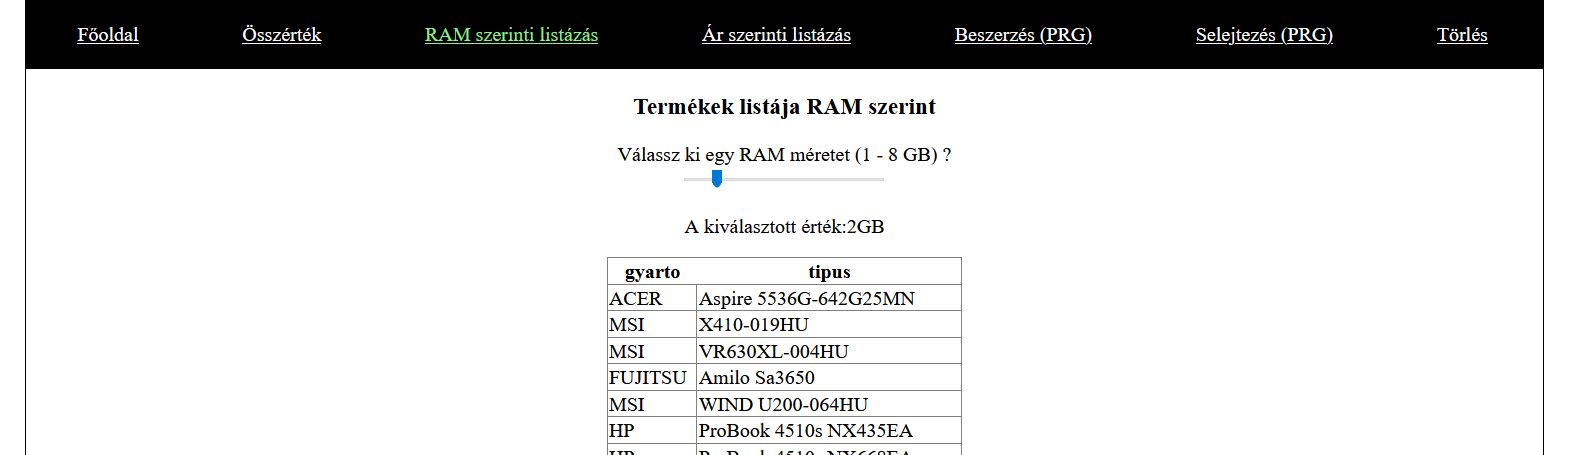 Főoldal Összérték RAM szerinti listázás Ár szerinti listázás Beszerzés (PRG) Selejtezés (PRG) Törlés
Termékek listája RAM szerint
Válassz ki egy RAM méretet (1 - 8 GB) ?
A kiválasztott érték:2GB
gyarto tipus
ACER Aspire 5536G-642G25MN
MSI X410-019HU
MSI VR630XL-004HU
FUJITSU Amilo Sa3650
MSI WIND U200-064HU
HP ProBook 4510s NX435EA